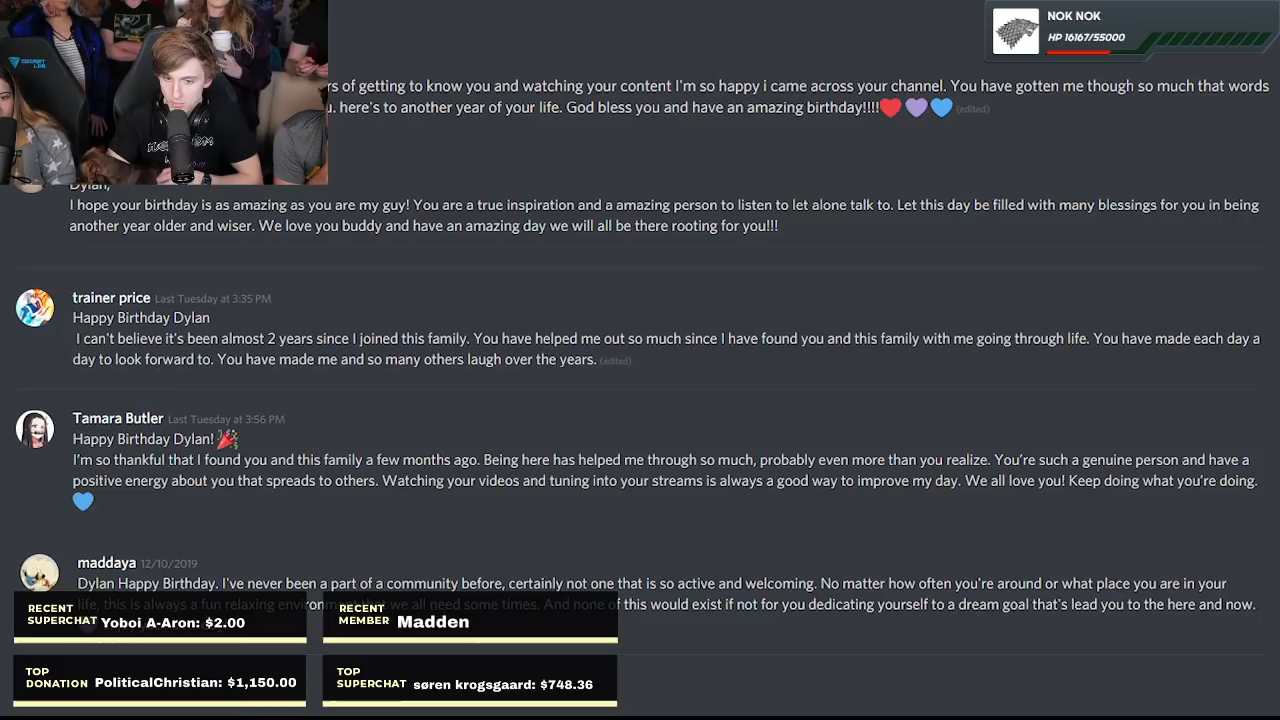 SECRET LAB
NOK NOK
HP 16167/55000
rs of getting to know you and watching your content I'm so happy i came across your channel. You have gotten me though so much that words
. here's to another year of your life. God bless you and have an amazing birthday!!!!❤️💜💙 (edited)
Dylan,
I hope your birthday is as amazing as you are my guy! You are a true inspiration and a amazing person to listen to let alone talk to. Let this day be filled with many blessings for you in being
another year older and wiser. We love you buddy and have an amazing day we will all be there rooting for you!!!
trainer price Last Tuesday at 3:35 PM
Happy Birthday Dylan
I can't believe it's been almost 2 years since I joined this family. You have helped me out so much since I have found you and this family with me going through life. You have made each day a
day to look forward to. You have made me and so many others laugh over the years. (edited)
Tamara Butler Last Tuesday at 3:56 PM
Happy Birthday Dylan! 🎉
I'm so thankful that I found you and this family a few months ago. Being here has helped me through so much, probably even more than you realize. You're such a genuine person and have a
positive energy about you that spreads to others. Watching your videos and tuning into your streams is always a good way to improve my day. We all love you! Keep doing what you're doing.
💙
maddaya 12/10/2019
Dylan Happy Birthday. I've never been a part of a community before, certainly not one that is so active and welcoming. No matter how often you're around or what place you are in your
life, this is always a fun relaxing environment that we all need some times. And none of this would exist if not for you dedicating yourself to a dream goal that's lead you to the here and now.
RECENT SUPERCHAT Yoboi A-Aron: $2.00
RECENT MEMBER Madden
TOP DONATION PoliticalChristian: $1,150.00
TOP SUPERCHAT søren krogsgaard: $748.36